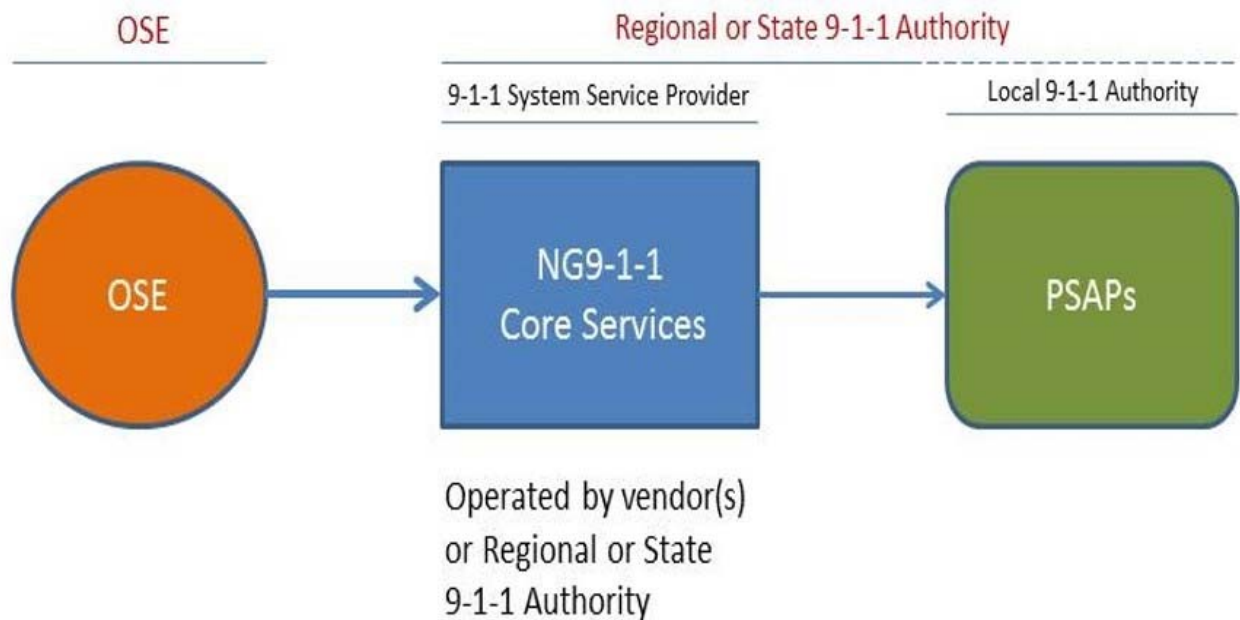 OSE
Regional or State 9-1-1 Authority
9-1-1 System Service Provider
Local 9-1-1 Authority
OSE
NG9-1-1
Core Services
PSAPs
Operated by vendor(s)
or Regional or State
9-1-1 Authority